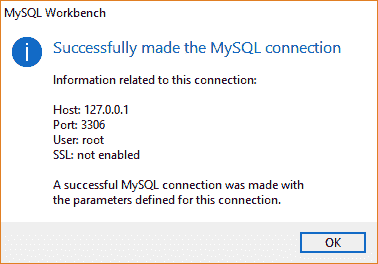 MySQL Workbench
Successfully made the MySQL connection
Information related to this connection:
Host: 127.0.0.1
Port: 3306
User: root
SSL: not enabled
A successful MySQL connection was made with
the parameters defined for this connection.
OK